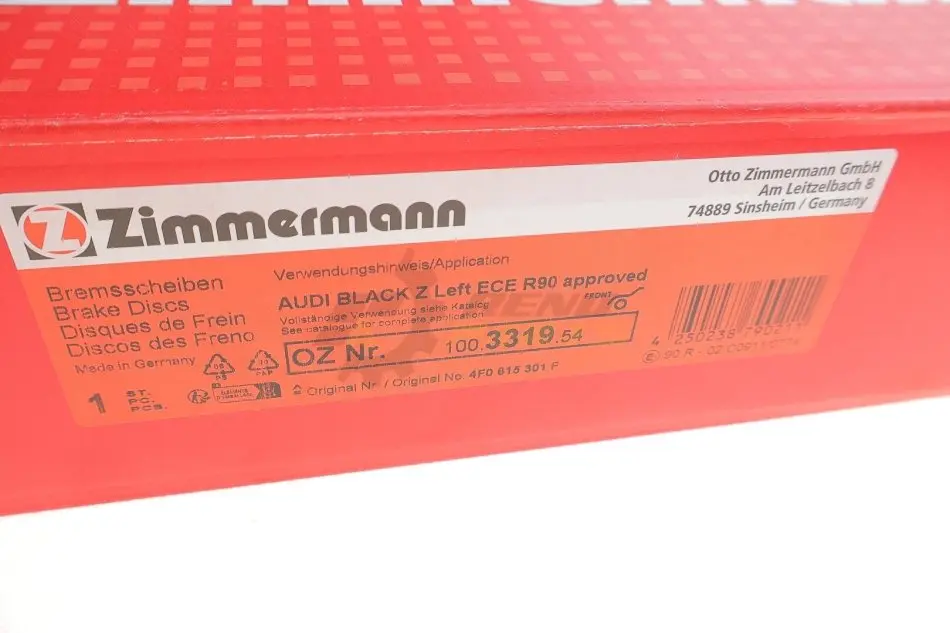 Zimmermann
Z Zimmermann
Otto Zimmermann GmbH
Am Leitzelbach 8
74889 Sinsheim / Germany
Bremsscheiben
Brake Discs
Disques de Frein
Discos des Freno
Made in Germany
1 ST.
PC.
PCS.
Verwendungshinweis/Application
AUDI BLACK Z Left ECE R90 approved
FRONT
Vollständige Verwendung siehe Katalog
See catalogue for complete application
OZ Nr. 100.3319.54
Original Nr. / Original No. 4F0 615 301 F